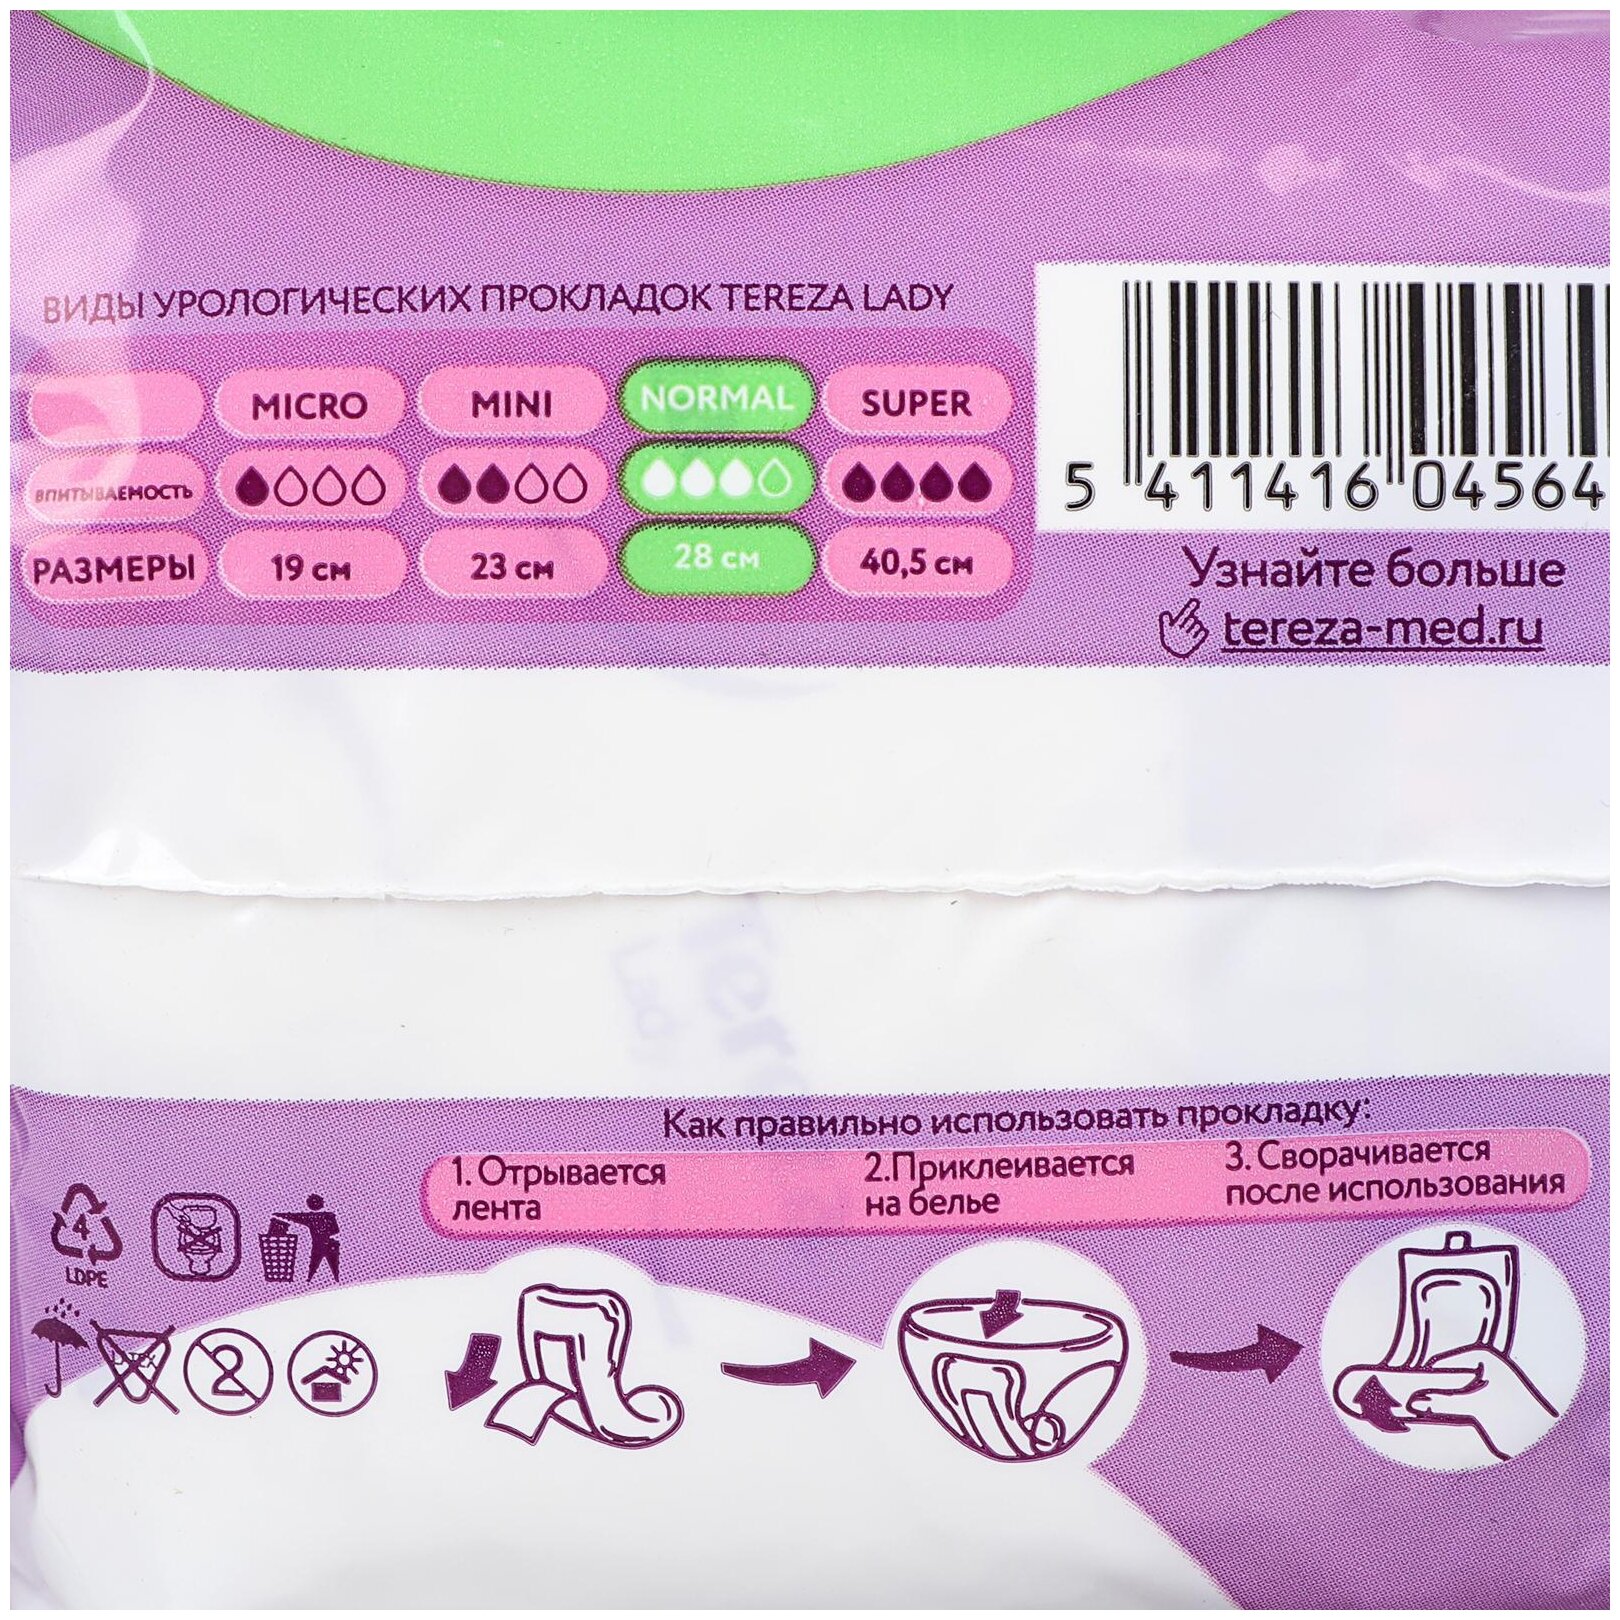 ВИДЫ УРОЛОГИЧЕСКИХ ПРОКЛАДОК TEREZA LADY
MICRO MINI NORMAL SUPER
ВПИТЫВАЕМОСТЬ
РАЗМЕРЫ 19 см 23 см 28 см 40,5 см
5 411416 04564
Узнайте больше
tereza-med.ru
Как правильно использовать прокладку:
1. Отрывается
лента
2.Приклеивается
на белье
3. Сворачивается
после использования
4
LDPE
2